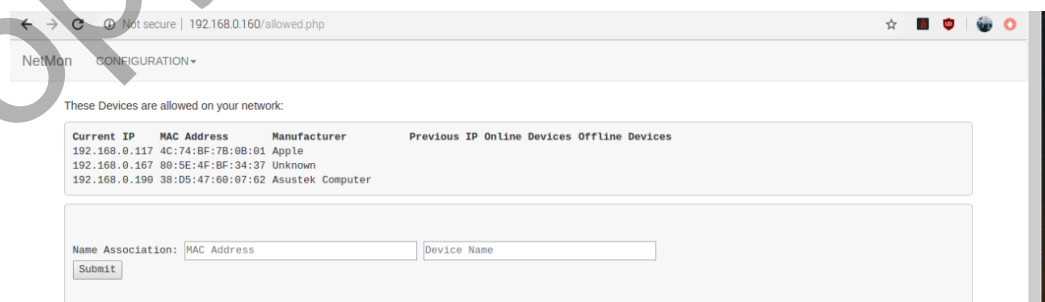 Not secure | 192.168.0.160/allowed.php
NetMon CONFIGURATION
These Devices are allowed on your network:
Current IP MAC Address Manufacturer Previous IP Online Devices Offline Devices
192.168.0.117 4C:74:BF:7B:0B:01 Apple
192.168.0.167 80:5E:4F:BF:34:37 Unknown
192.168.0.190 38:D5:47:60:07:62 Asustek Computer
Name Association: MAC Address Device Name
Submit